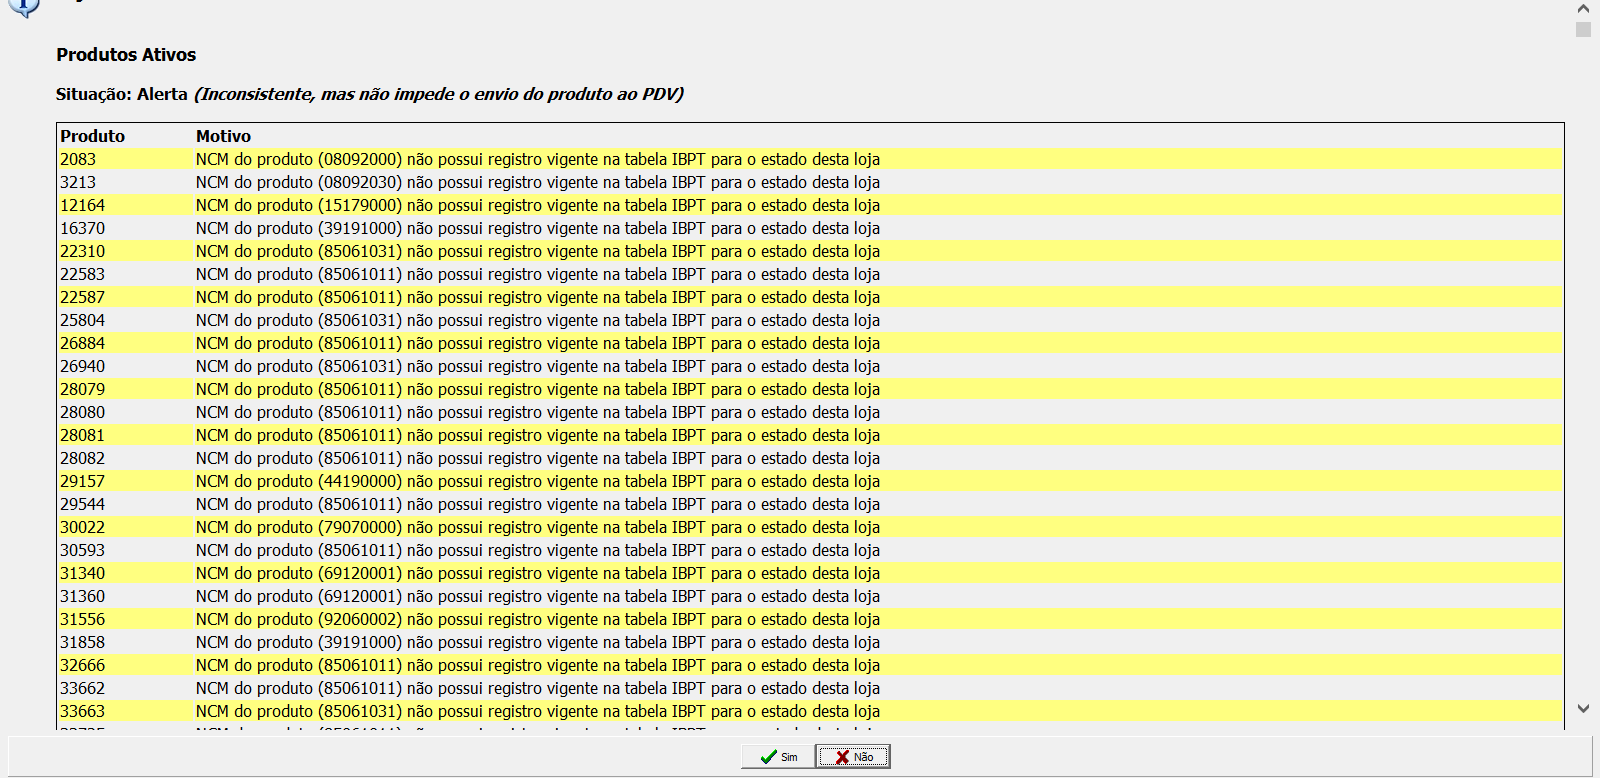 Produtos Ativos
Situação: Alerta (Inconsistente, mas não impede o envio do produto ao PDV)
Produto Motivo
2083 NCM do produto (08092000) não possui registro vigente na tabela IBPT para o estado desta loja
3213 NCM do produto (08092030) não possui registro vigente na tabela IBPT para o estado desta loja
12164 NCM do produto (15179000) não possui registro vigente na tabela IBPT para o estado desta loja
16370 NCM do produto (39191000) não possui registro vigente na tabela IBPT para o estado desta loja
22310 NCM do produto (85061031) não possui registro vigente na tabela IBPT para o estado desta loja
22583 NCM do produto (85061011) não possui registro vigente na tabela IBPT para o estado desta loja
22587 NCM do produto (85061011) não possui registro vigente na tabela IBPT para o estado desta loja
25804 NCM do produto (85061031) não possui registro vigente na tabela IBPT para o estado desta loja
26884 NCM do produto (85061011) não possui registro vigente na tabela IBPT para o estado desta loja
26940 NCM do produto (85061031) não possui registro vigente na tabela IBPT para o estado desta loja
28079 NCM do produto (85061011) não possui registro vigente na tabela IBPT para o estado desta loja
28080 NCM do produto (85061011) não possui registro vigente na tabela IBPT para o estado desta loja
28081 NCM do produto (85061011) não possui registro vigente na tabela IBPT para o estado desta loja
28082 NCM do produto (85061011) não possui registro vigente na tabela IBPT para o estado desta loja
29157 NCM do produto (44190000) não possui registro vigente na tabela IBPT para o estado desta loja
29544 NCM do produto (85061011) não possui registro vigente na tabela IBPT para o estado desta loja
30022 NCM do produto (79070000) não possui registro vigente na tabela IBPT para o estado desta loja
30593 NCM do produto (85061011) não possui registro vigente na tabela IBPT para o estado desta loja
31340 NCM do produto (69120001) não possui registro vigente na tabela IBPT para o estado desta loja
31360 NCM do produto (69120001) não possui registro vigente na tabela IBPT para o estado desta loja
31556 NCM do produto (92060002) não possui registro vigente na tabela IBPT para o estado desta loja
31858 NCM do produto (39191000) não possui registro vigente na tabela IBPT para o estado desta loja
32666 NCM do produto (85061011) não possui registro vigente na tabela IBPT para o estado desta loja
33662 NCM do produto (85061011) não possui registro vigente na tabela IBPT para o estado desta loja
33663 NCM do produto (85061031) não possui registro vigente na tabela IBPT para o estado desta loja
Sim Não